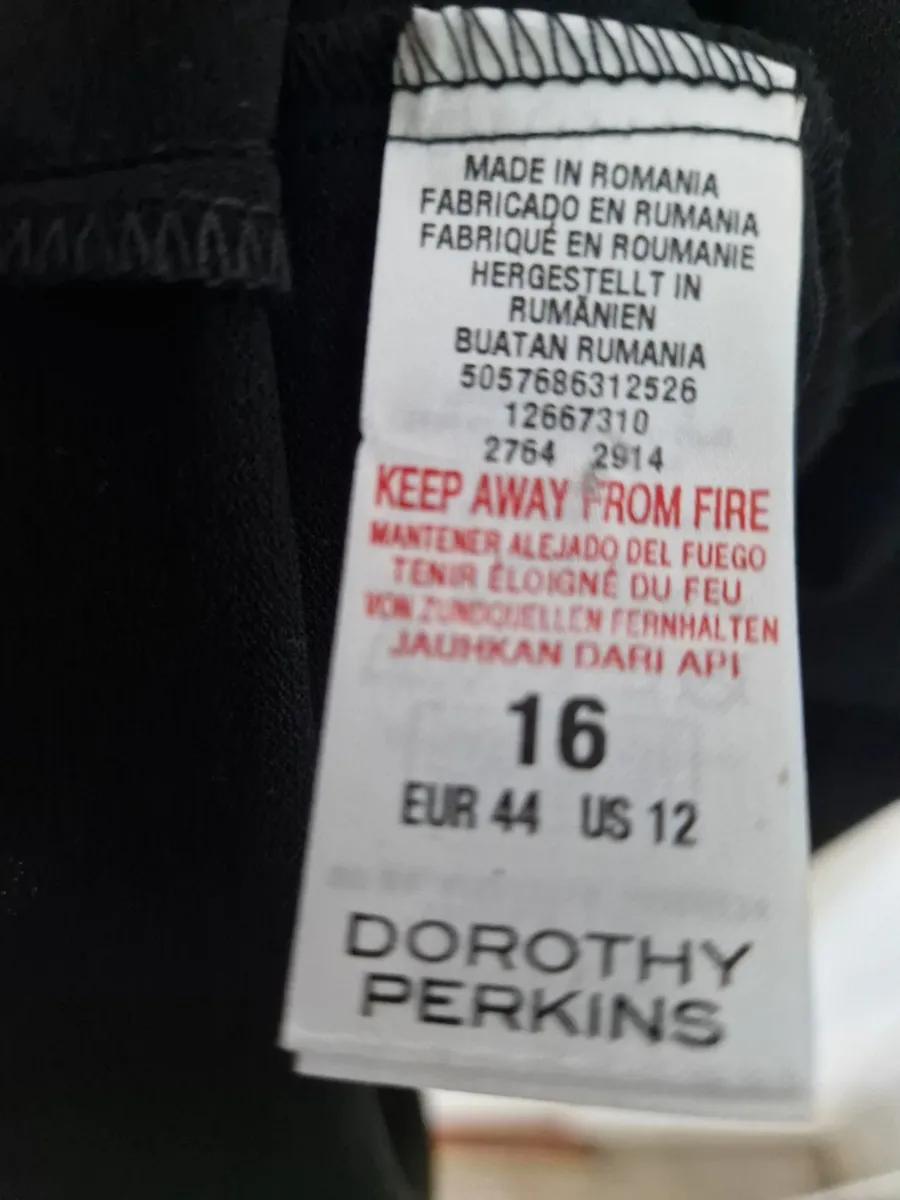 MADE IN ROMANIA
FABRICADO EN RUMANIA
FABRIQUÉ EN ROUMANIE
HERGESTELLT IN
RUMÄNIEN
BUATAN RUMANIA
5057686312526
12667310
2764 2914
KEEP AWAY FROM FIRE
MANTENER ALEJADO DEL FUEGO
TENIR ÉLOIGNÉ DU FEU
VON ZUNDQUELLEN FERNHALTEN
JAUHKAN DARI API
16
EUR 44 US 12
DOROTHY
PERKINS